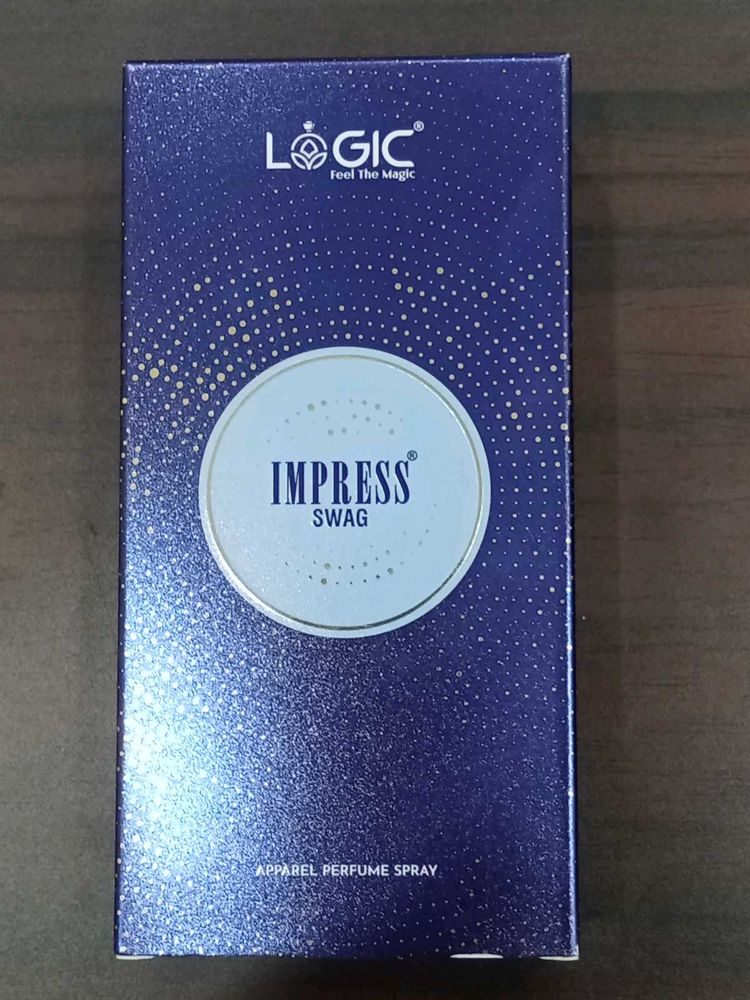 LOGIC®
Feel The Magic
IMPRESS®
SWAG
APPAREL PERFUME SPRAY